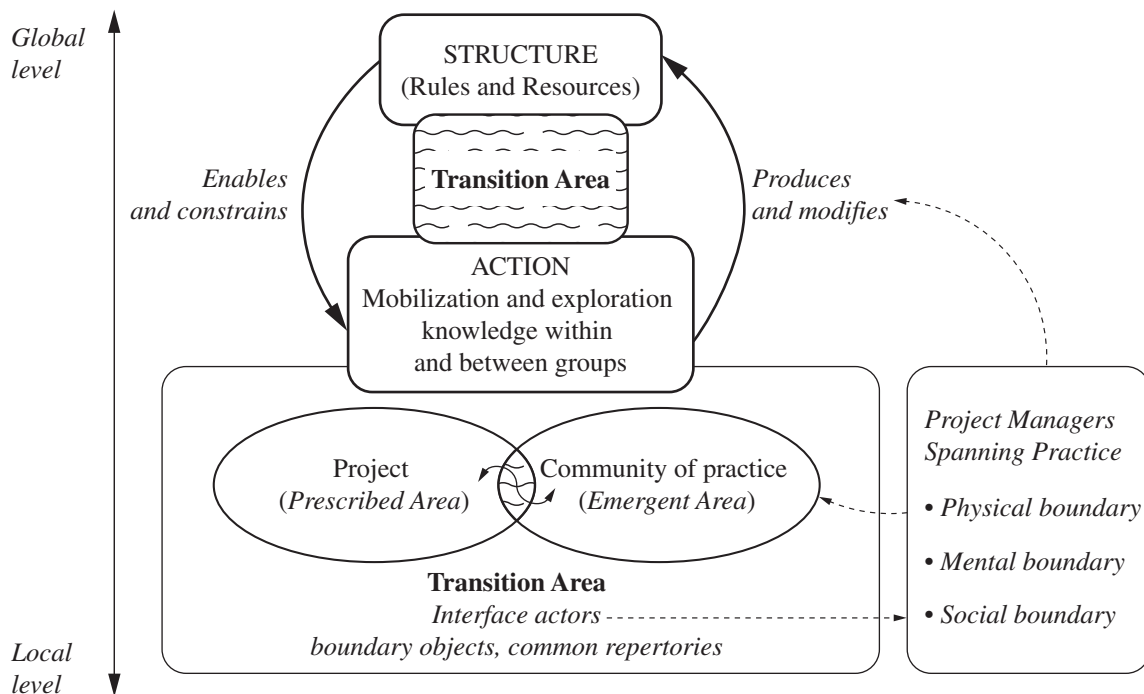 Global
level
STRUCTURE
(Rules and Resources)
Transition Area
Enables
and constrains
Produces
and modifies
ACTION
Mobilization and exploration
knowledge within
and between groups
Project
(Prescribed Area)
Community of practice
(Emergent Area)
Transition Area
Interface actors
boundary objects, common repertories
Project Managers
Spanning Practice
• Physical boundary
• Mental boundary
• Social boundary
Local
level